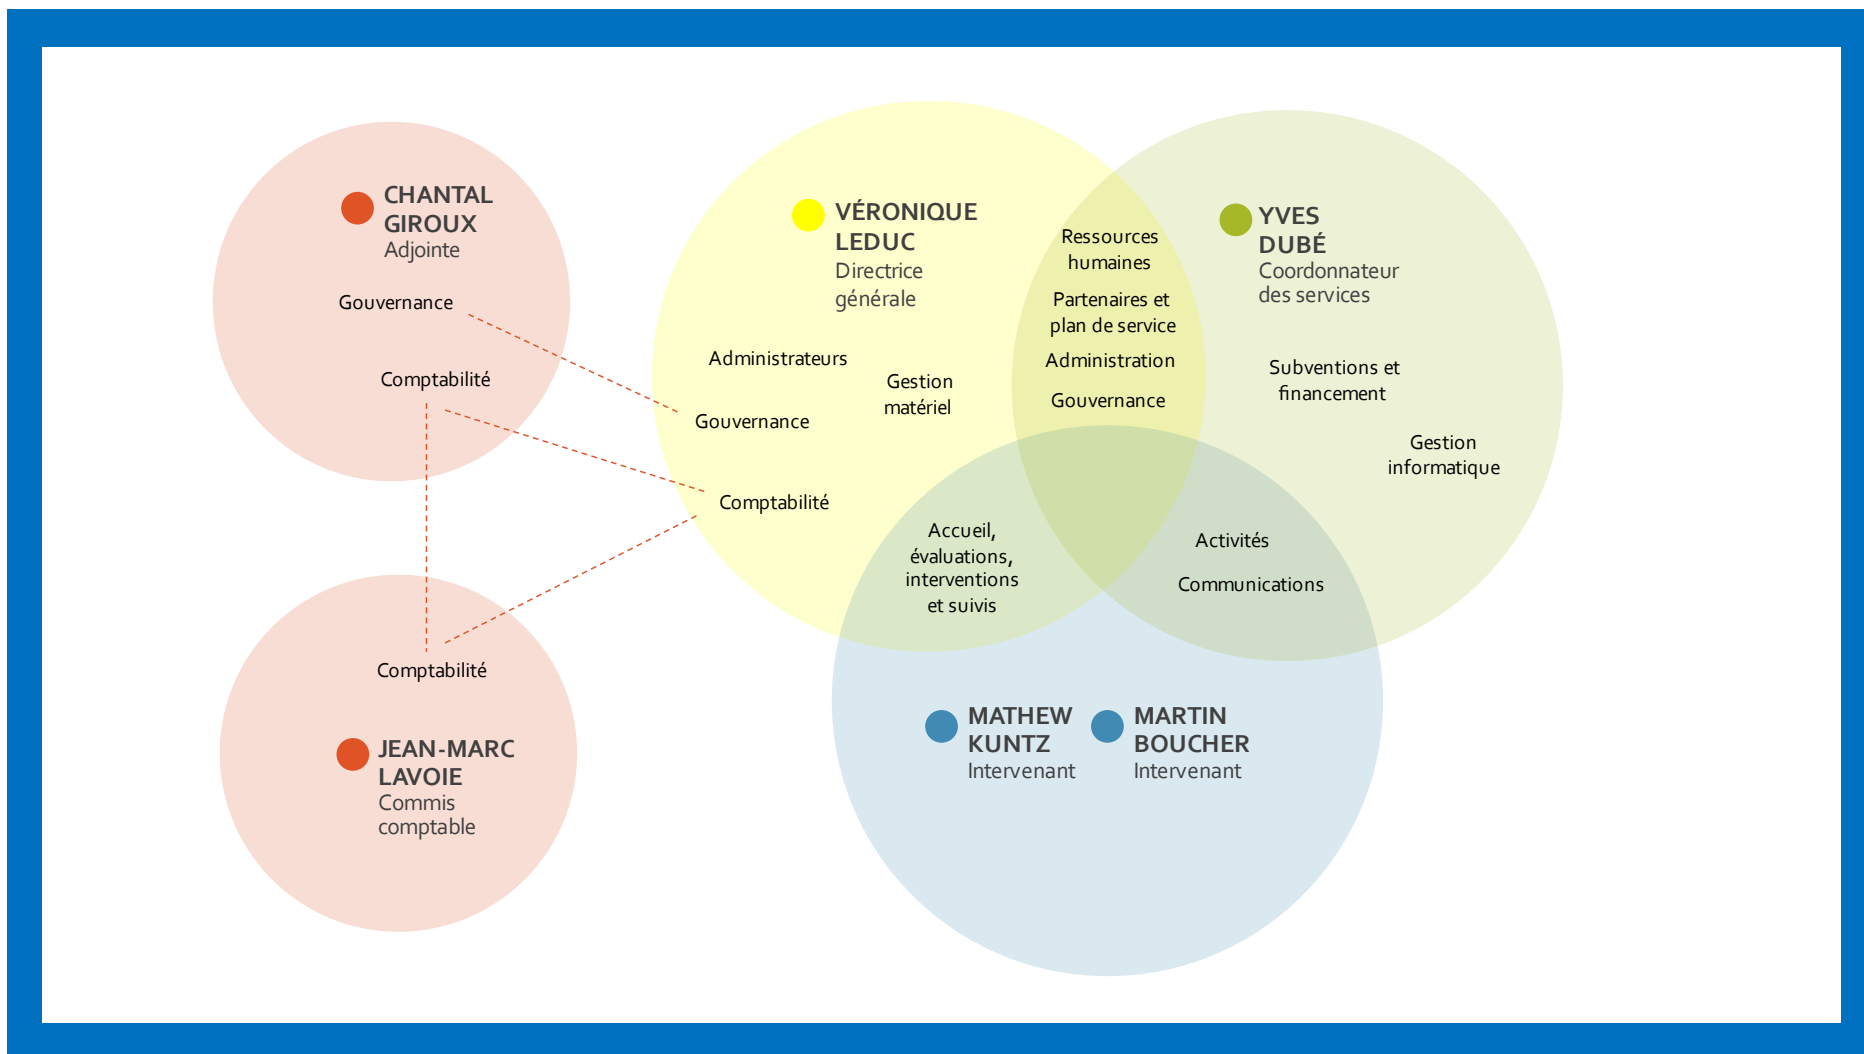 CHANTAL
GIROUX
Adjointe
Gouvernance
Comptabilité
Comptabilité
JEAN-MARC
LAVOIE
Commis
comptable
VÉRONIQUE
LEDUC
Directrice
générale
Administrateurs
Gestion
matériel
Gouvernance
Comptabilité
Ressources
humaines
Partenaires et
plan de service
Administration
Gouvernance
YVES
DUBÉ
Coordonnateur
des services
Subventions et
financement
Gestion
informatique
Accueil,
évaluations,
interventions
et suivis
Activités
Communications
MATHEW
KUNTZ
Intervenant
MARTIN
BOUCHER
Intervenant